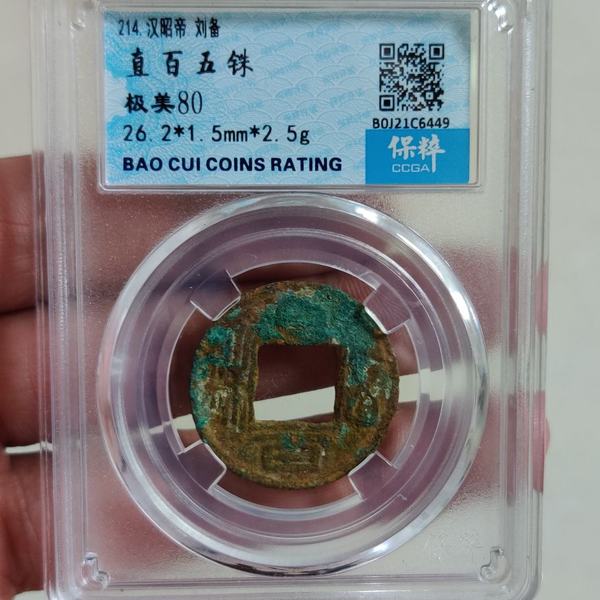 214.汉昭帝 刘备
直百五铢
极美80
26.2*1.5mm*2.5g
BAO CUI COINS RATING
BOJ21C6449
保粹
CCGA